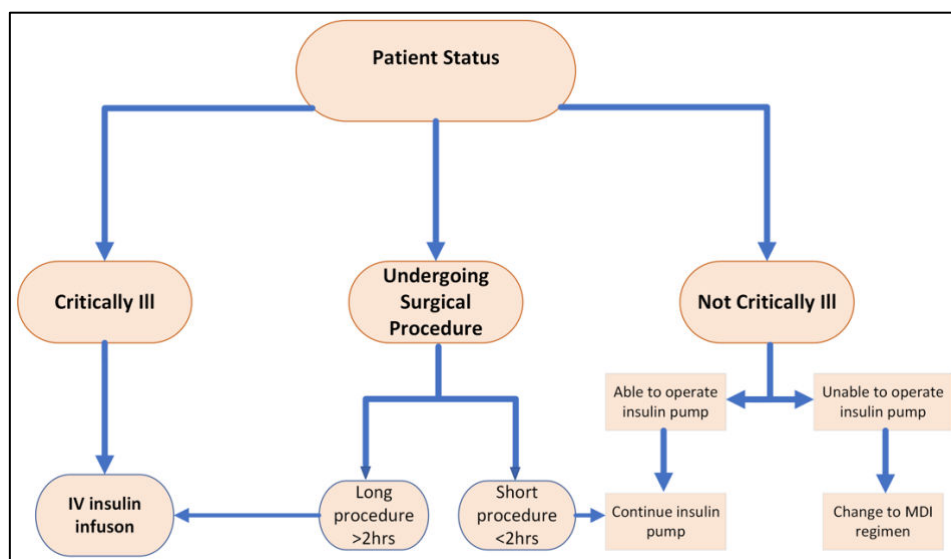 Patient Status
Critically Ill
Undergoing
Surgical
Procedure
Not Critically Ill
Able to operate
insulin pump
Unable to operate
insulin pump
IV insulin
infuson
Long
procedure
>2hrs
Short
procedure
<2hrs
Continue insulin
pump
Change to MDI
regimen